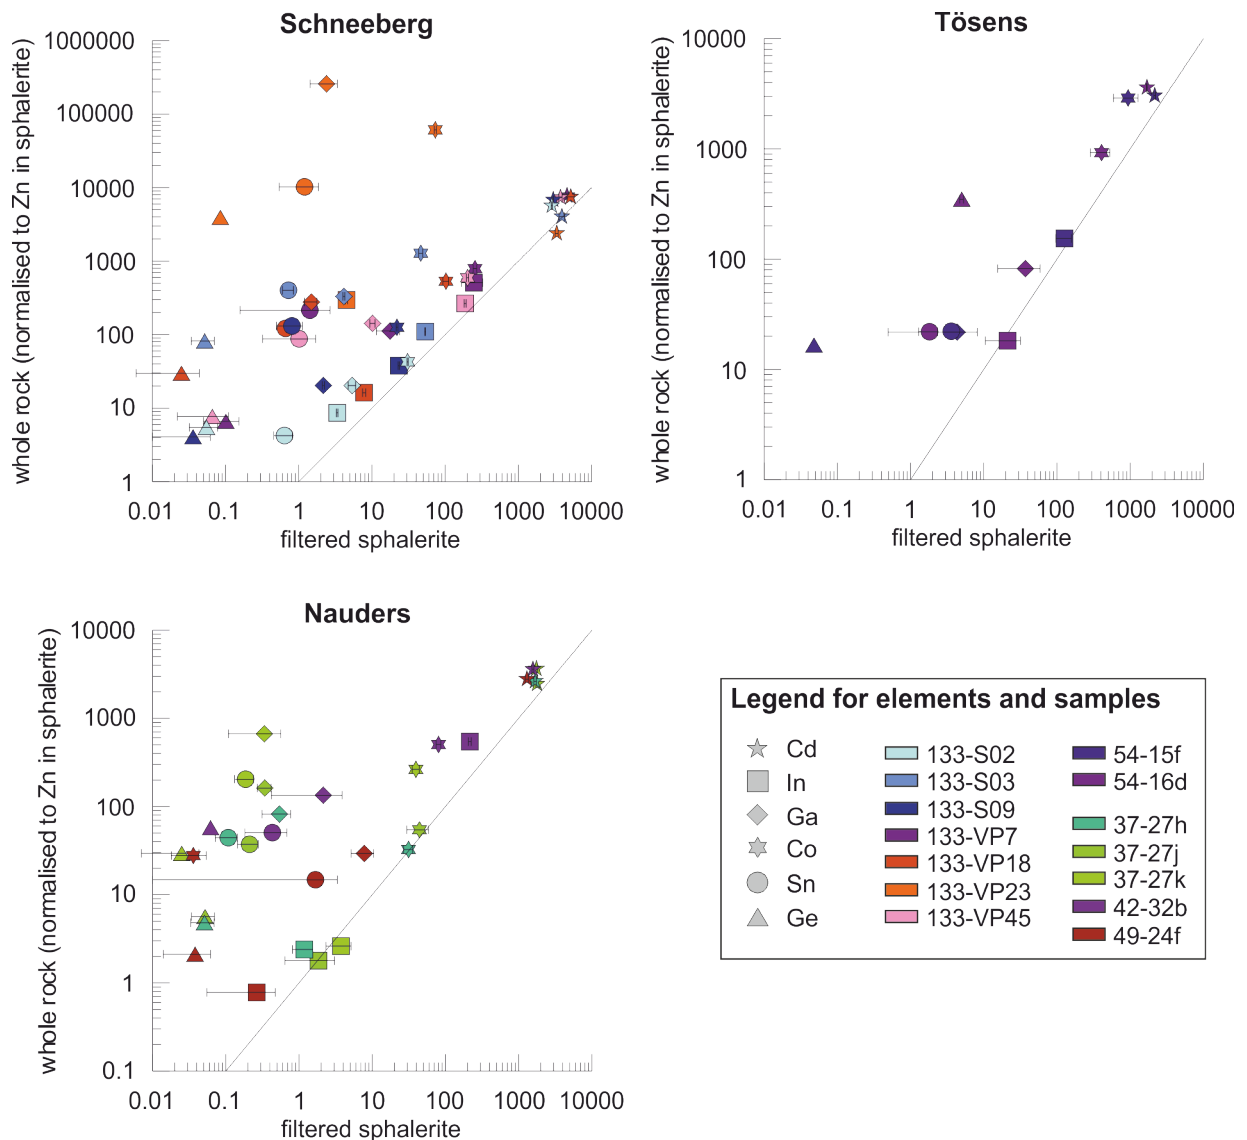 Schneeberg
whole rock (normalised to Zn in sphalerite)
1000000
100000
10000
1000
100
10
1
0.01 0.1 1 10 100 1000 10000
filtered sphalerite
Tösens
whole rock (normalised to Zn in sphalerite)
10000
1000
100
10
1
0.01 0.1 1 10 100 1000 10000
filtered sphalerite
Nauders
whole rock (normalised to Zn in sphalerite)
10000
1000
100
10
1
0.1
0.01 0.1 1 10 100 1000 10000
filtered sphalerite
Legend for elements and samples
Cd
In
Ga
Co
Sn
Ge
133-S02
133-S03
133-S09
133-VP7
133-VP18
133-VP23
133-VP45
54-15f
54-16d
37-27h
37-27j
37-27k
42-32b
49-24f